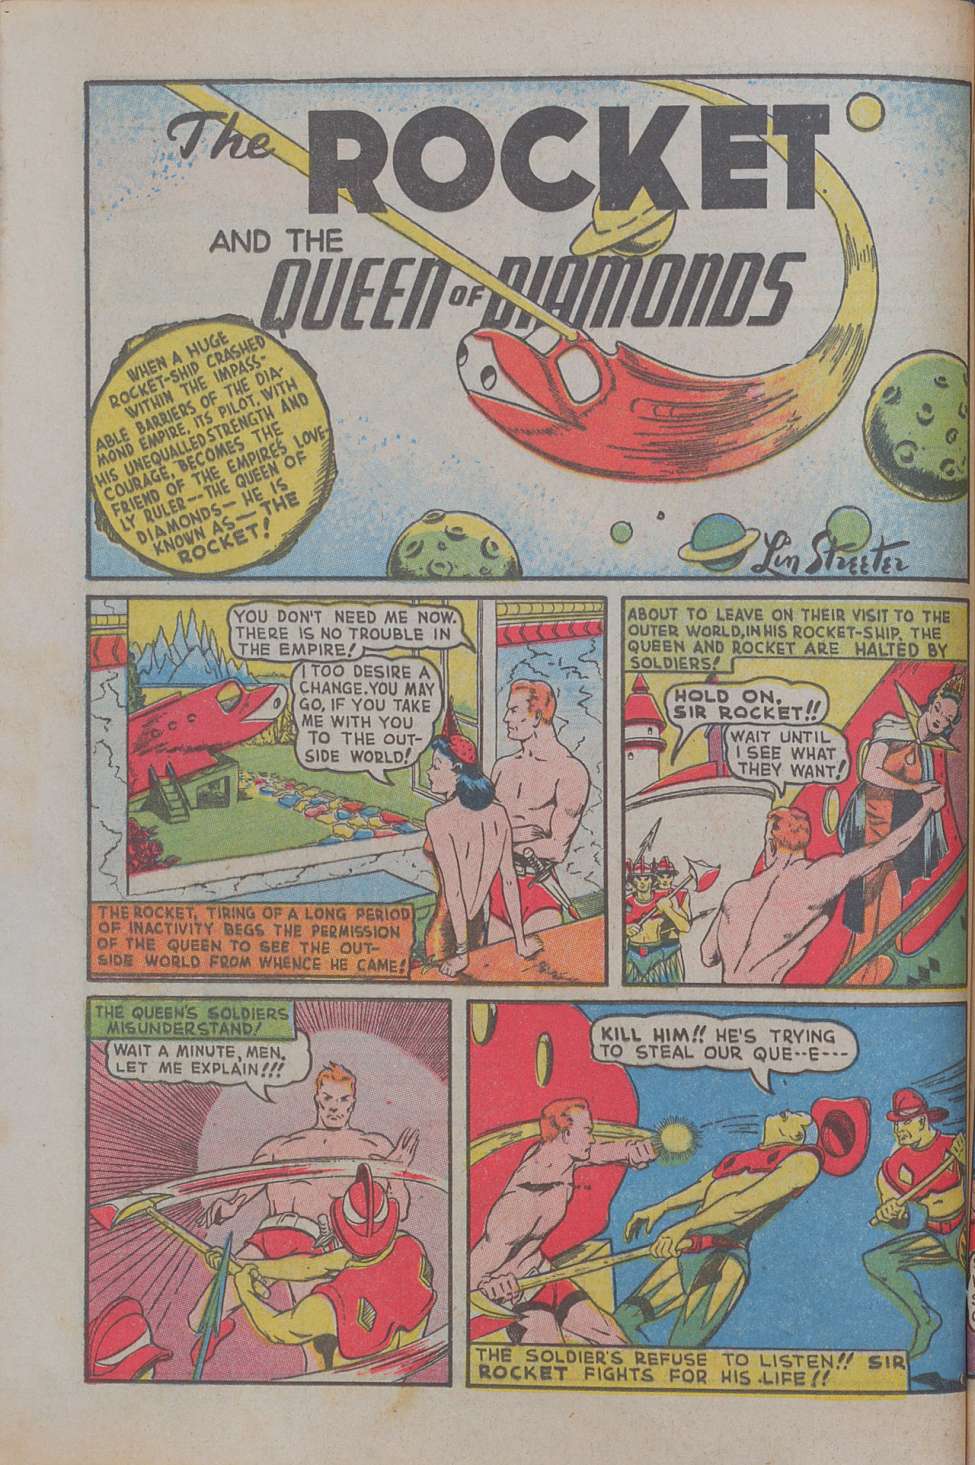 The ROCKET
AND THE
QUEEN OF DIAMONDS
WHEN A HUGE
ROCKET-SHIP CRASHED
WITHIN THE IMPASS-
ABLE BARRIERS OF THE DIA-
MOND EMPIRE, ITS PILOT, WITH
HIS UNEQUALLED STRENGTH AND
COURAGE, BECOMES THE
FRIEND OF THE EMPIRES LOVE
LY RULER--THE QUEEN OF
DIAMONDS- HE IS
KNOWN AS- THE
ROCKET!
Lin Streeter
YOU DON'T NEED ME NOW.
THERE IS NO TROUBLE IN
THE EMPIRE!
I TOO DESIRE A
CHANGE. YOU MAY
GO, IF YOU TAKE
ME WITH YOU
TO THE OUT-
SIDE WORLD!
THE ROCKET, TIRING OF A LONG PERIOD
OF INACTIVITY BEGS THE PERMISSION
OF THE QUEEN TO SEE THE OUT-
SIDE WORLD FROM WHENCE HE CAME!
ABOUT TO LEAVE ON THEIR VISIT TO THE
OUTER WORLD, IN HIS ROCKET-SHIP, THE
QUEEN AND ROCKET ARE HALTED BY
SOLDIERS!
HOLD ON,
SIR ROCKET!!
WAIT UNTIL
I SEE WHAT
THEY WANT!
THE QUEEN'S SOLDIERS
MISUNDERSTAND!
WAIT A MINUTE, MEN.
LET ME EXPLAIN!!!
KILL HIM!! HE'S TRYING
TO STEAL OUR QUE--E---
THE SOLDIER'S REFUSE TO LISTEN!! SIR
ROCKET FIGHTS FOR HIS LIFE!!